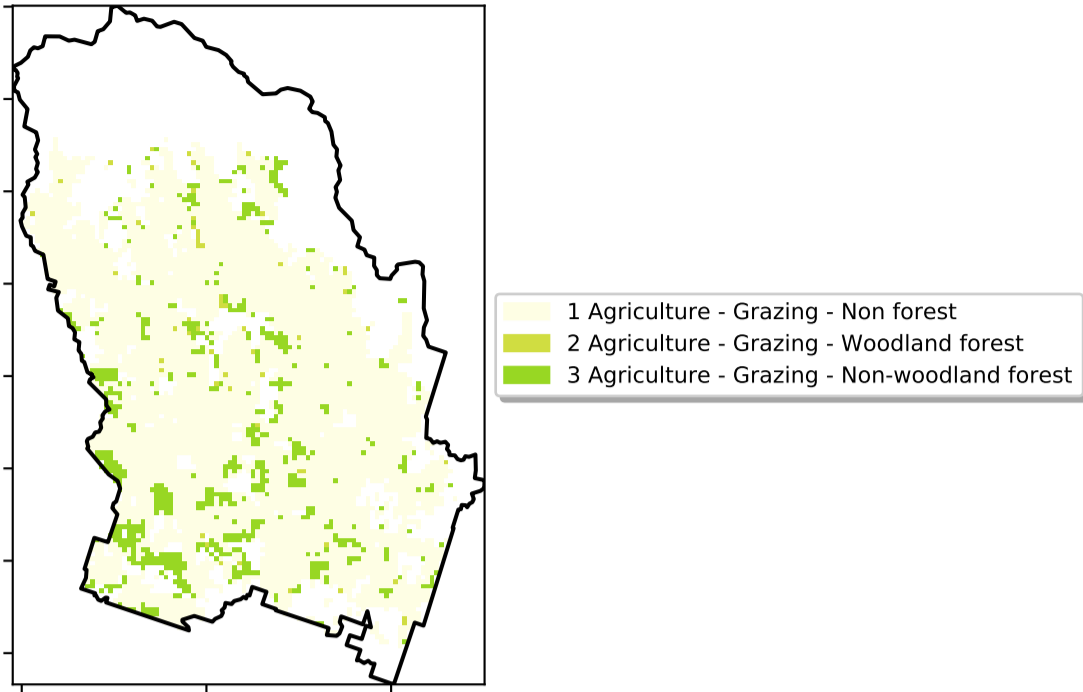 1 Agriculture - Grazing - Non forest
2 Agriculture - Grazing - Woodland forest
3 Agriculture - Grazing - Non-woodland forest